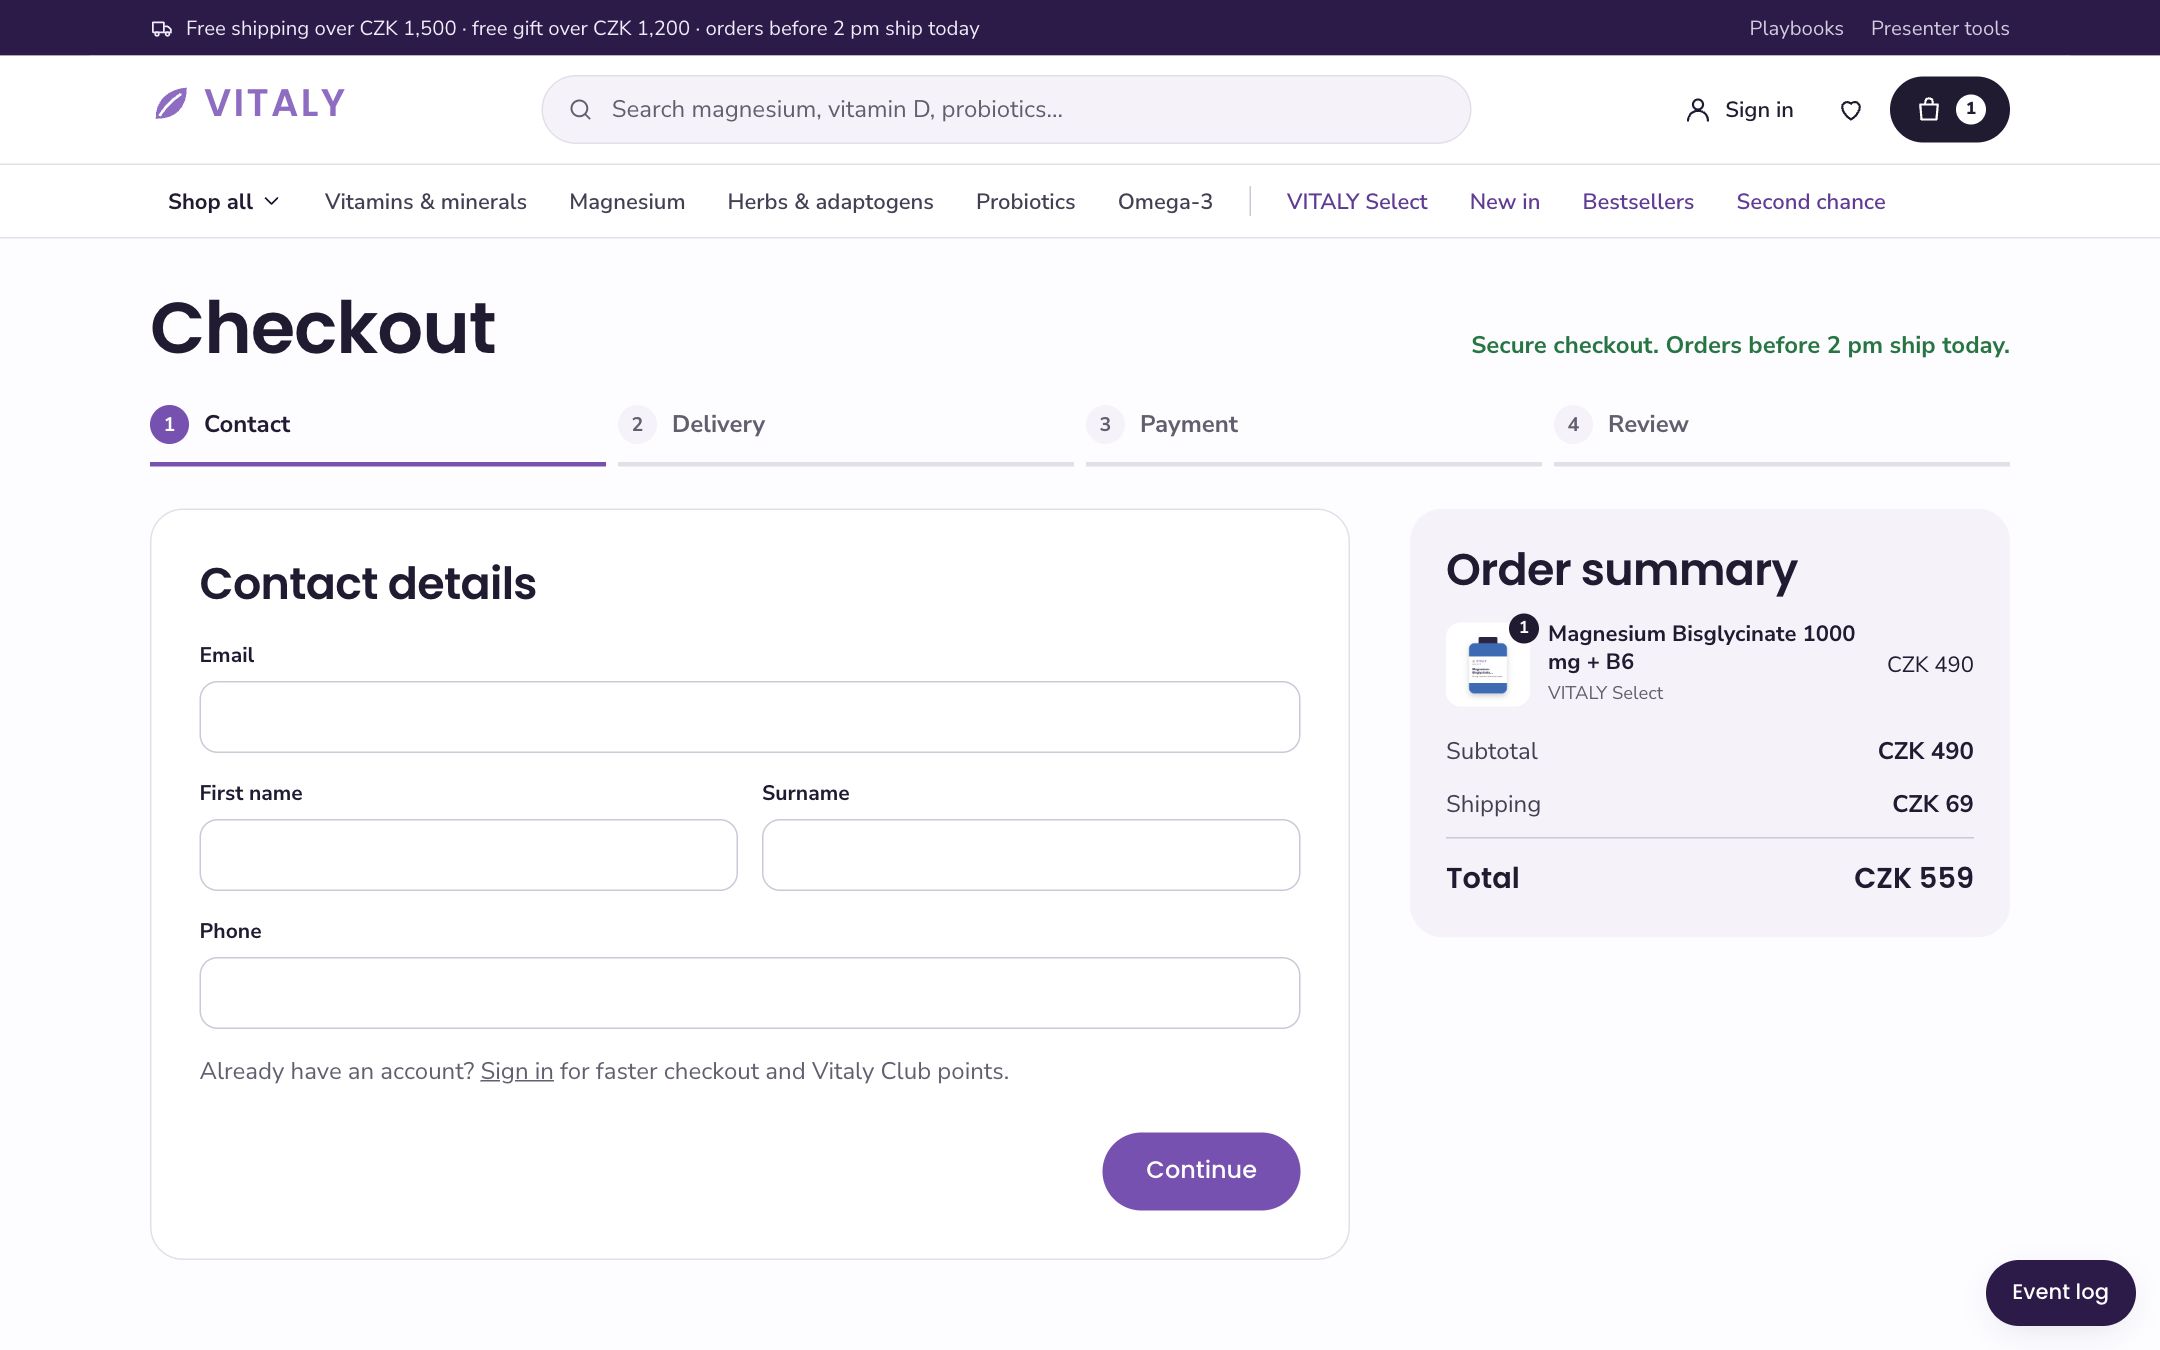 Free shipping over CZK 1,500 · free gift over CZK 1,200 · orders before 2 pm ship today
Playbooks
Presenter tools
VITALY
Search magnesium, vitamin D, probiotics...
Sign in
1
Shop all
Vitamins & minerals
Magnesium
Herbs & adaptogens
Probiotics
Omega-3
VITALY Select
New in
Bestsellers
Second chance
Checkout
Secure checkout. Orders before 2 pm ship today.
1 Contact
2 Delivery
3 Payment
4 Review
Contact details
Email
First name
Surname
Phone
Already have an account? Sign in for faster checkout and Vitaly Club points.
Continue
Order summary
1
Magnesium Bisglycinate 1000
mg + B6
VITALY Select
CZK 490
Subtotal
CZK 490
Shipping
CZK 69
Total
CZK 559
Event log